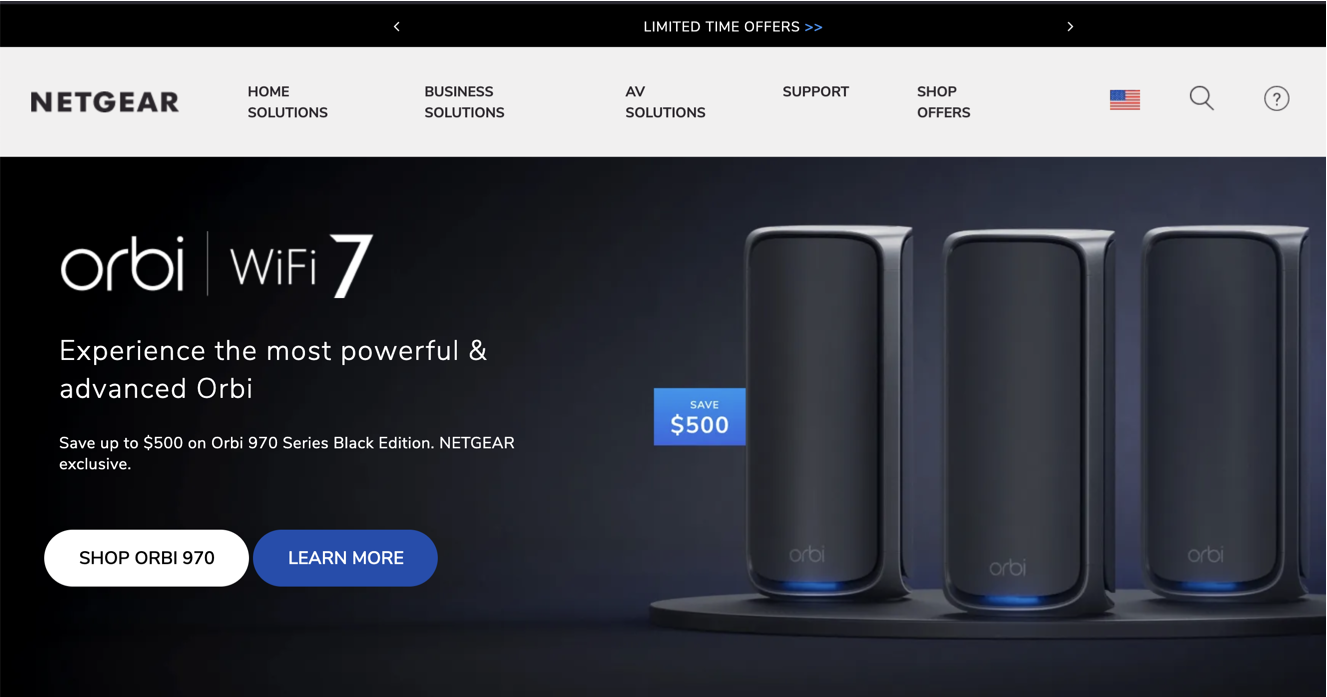 LIMITED TIME OFFERS >>
NETGEAR
HOME
SOLUTIONS
BUSINESS
SOLUTIONS
AV
SOLUTIONS
SUPPORT
SHOP
OFFERS
?
orbi | WiFi 7
Experience the most powerful &
advanced Orbi
Save up to $500 on Orbi 970 Series Black Edition. NETGEAR
exclusive.
SHOP ORBI 970
LEARN MORE
SAVE
$500
orbi
orbi
orbi